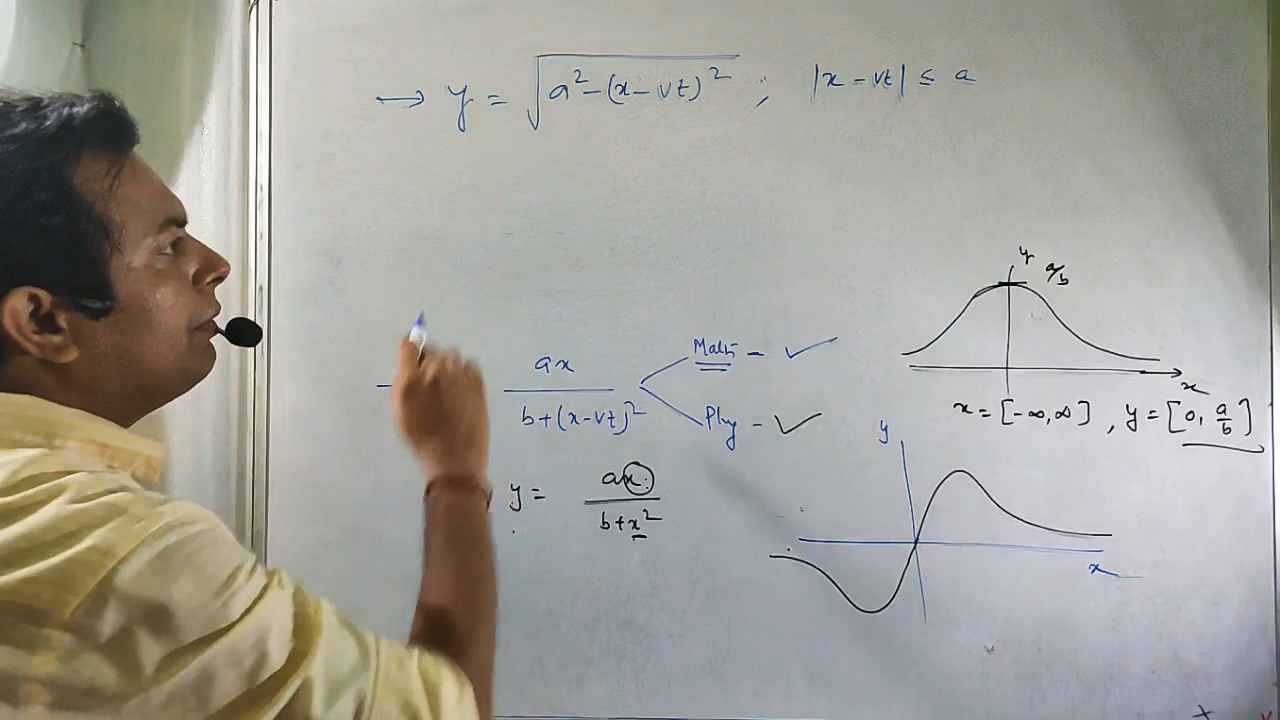 → y = √(a² - (x - vt)²) ; |x - vt| ≤ a
y a/b
ax / (b + (x - vt)²)
Maths - ✓
Phy - ✓
x
x = [-∞, ∞] , y = [0, a/b]
y
y = ax / (b + x²)
x